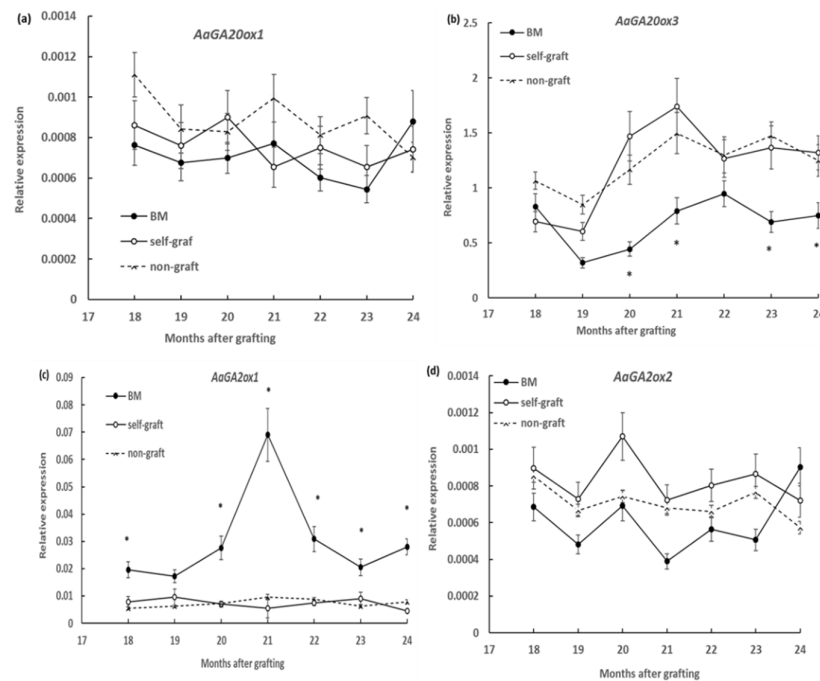 (a)
AaGA20ox1
0.0014
0.0012
0.001
0.0008
0.0006
0.0004
0.0002
0
Relative expression
BM
self-graf
non-graft
17 18 19 20 21 22 23 24
Months after grafting
(b)
AaGA20ox3
2.5
2
1.5
1
0.5
0
Relative expression
BM
self-graft
non-graft
* * * *
17 18 19 20 21 22 23 24
Months after grafting
(c)
AaGA2ox1
0.09
0.08
0.07
0.06
0.05
0.04
0.03
0.02
0.01
0
Relative expression
BM
self-graft
non-graft
* * * * * *
17 18 19 20 21 22 23 24
Months after grafting
(d)
AaGA2ox2
0.0014
0.0012
0.001
0.0008
0.0006
0.0004
0.0002
0
Relative expression
BM
self-graft
non-graft
17 18 19 20 21 22 23 24
Months after grafting